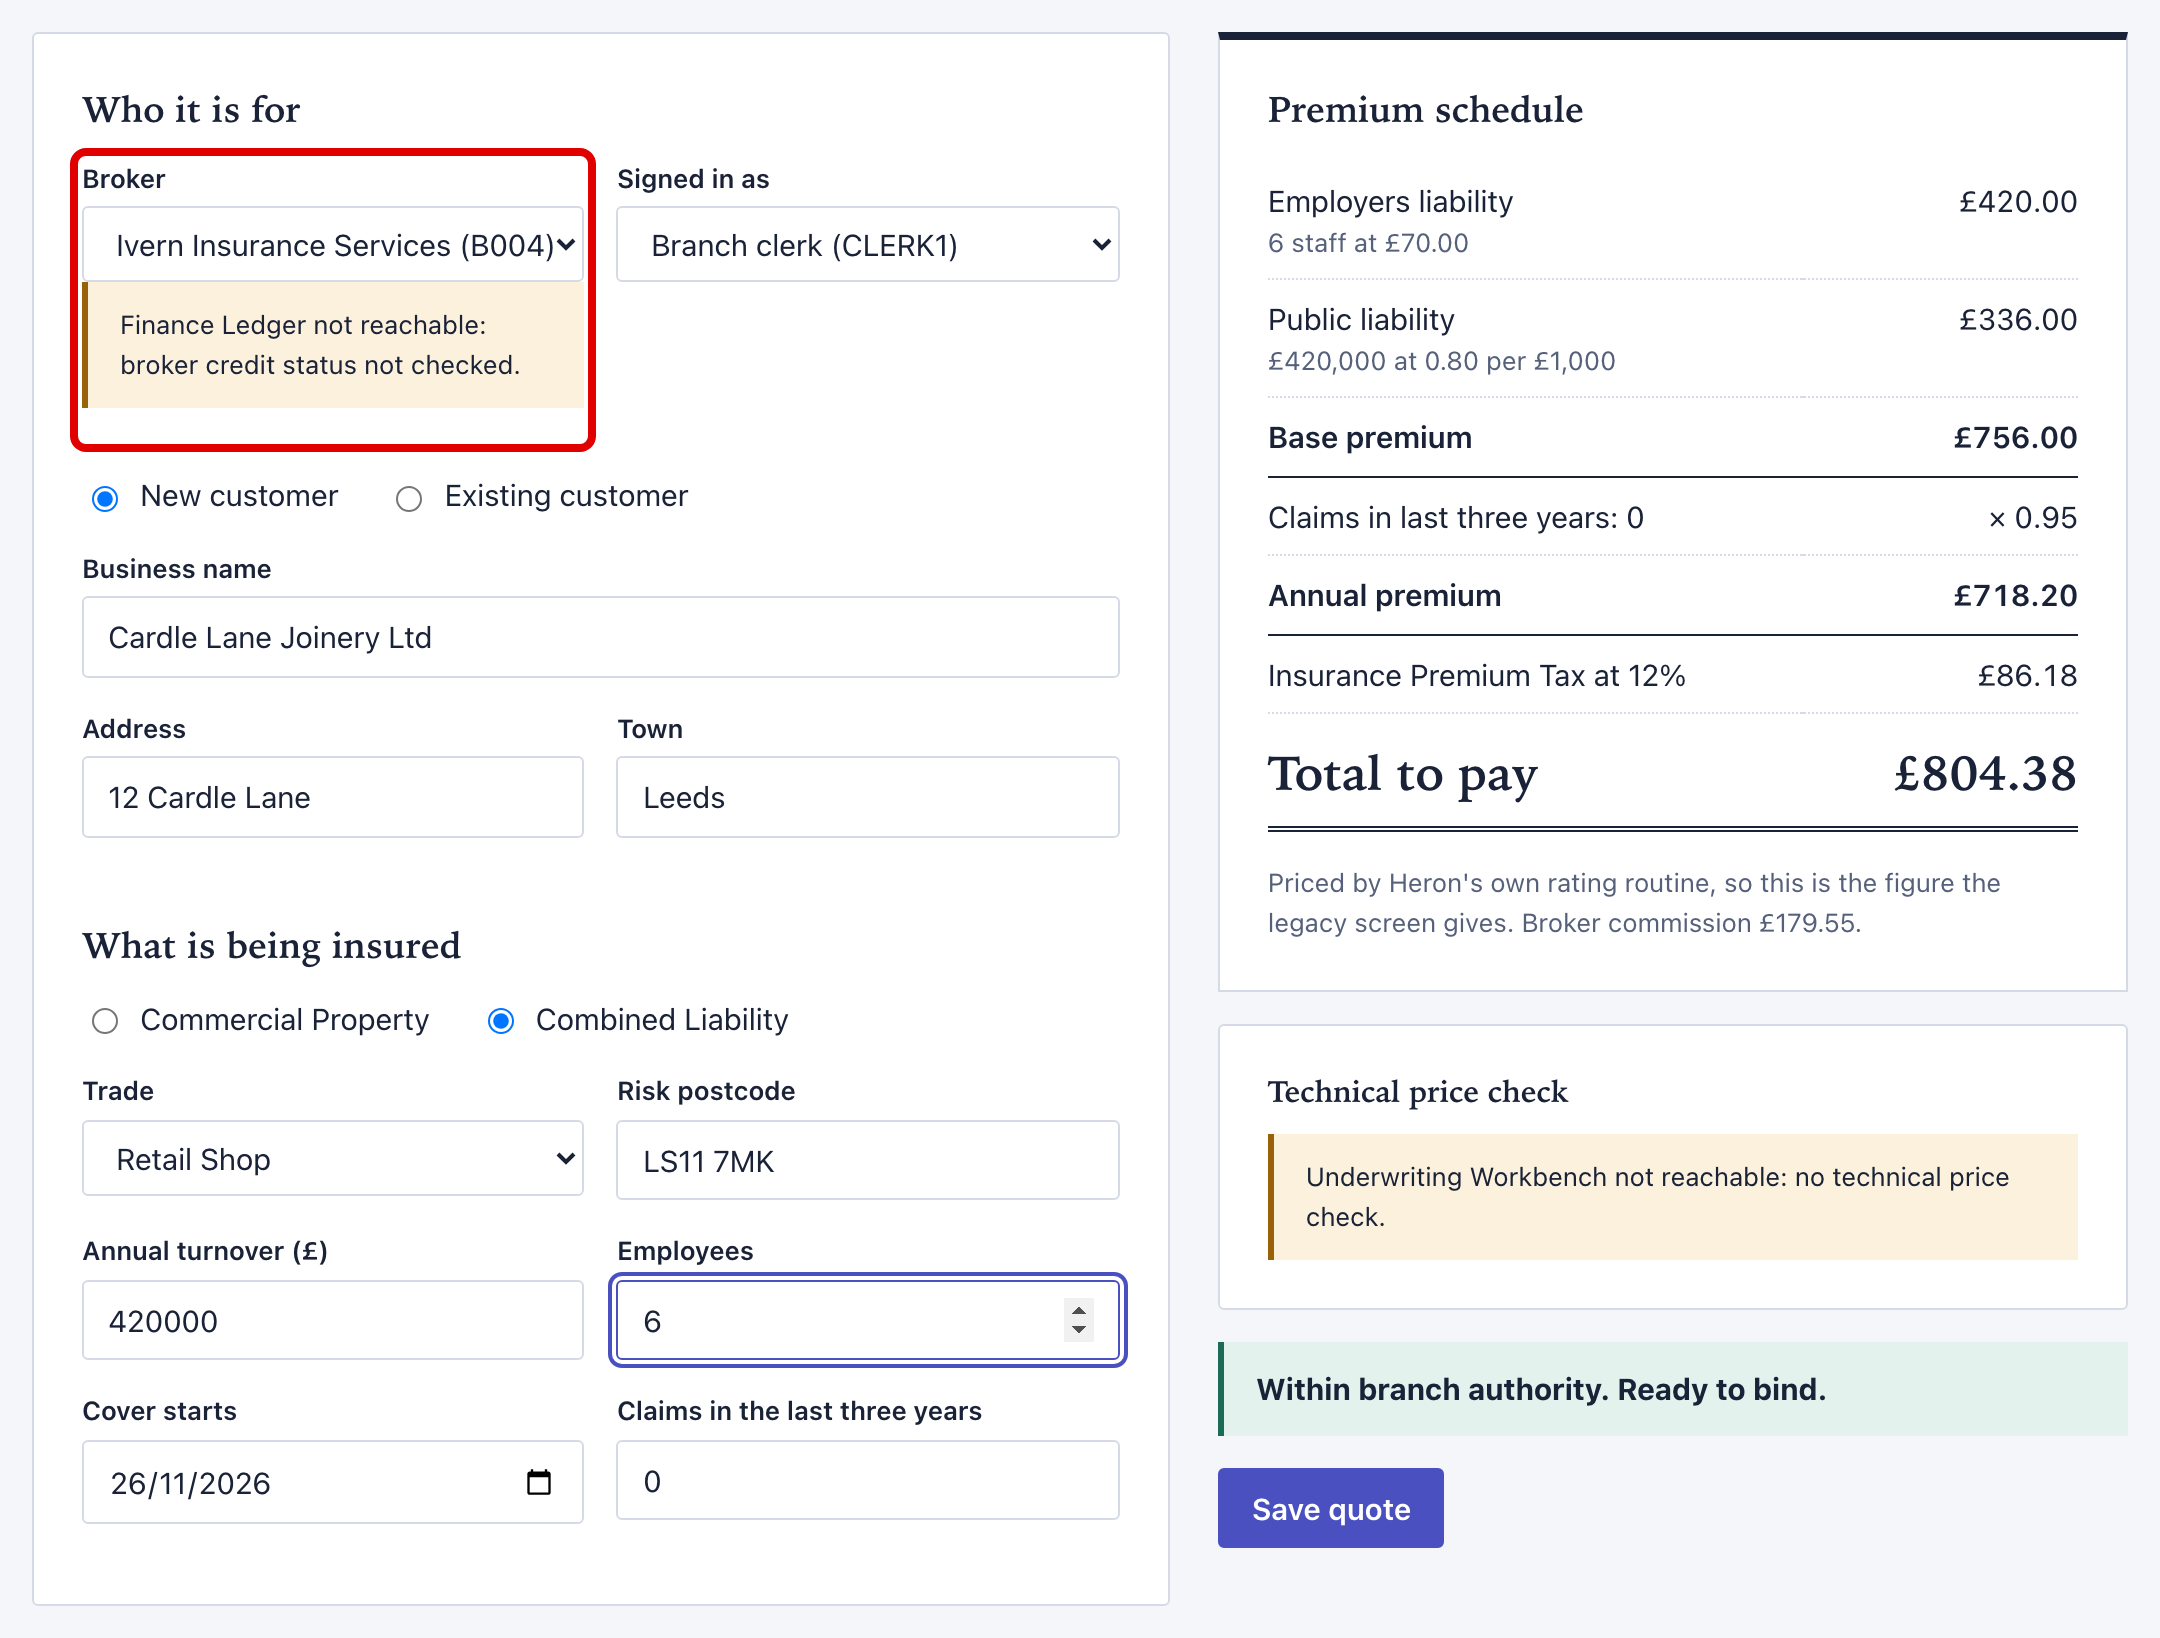 Who it is for
Broker
Signed in as
Ivern Insurance Services (B004)
Branch clerk (CLERK1)
Finance Ledger not reachable:
broker credit status not checked.
New customer
Existing customer
Business name
Cardle Lane Joinery Ltd
Address
Town
12 Cardle Lane
Leeds
What is being insured
Commercial Property
Combined Liability
Trade
Risk postcode
Retail Shop
LS11 7MK
Annual turnover (£)
Employees
420000
6
Cover starts
Claims in the last three years
26/11/2026
0
Premium schedule
Employers liability £420.00
6 staff at £70.00
Public liability £336.00
£420,000 at 0.80 per £1,000
Base premium £756.00
Claims in last three years: 0 × 0.95
Annual premium £718.20
Insurance Premium Tax at 12% £86.18
Total to pay £804.38
Priced by Heron's own rating routine, so this is the figure the
legacy screen gives. Broker commission £179.55.
Technical price check
Underwriting Workbench not reachable: no technical price
check.
Within branch authority. Ready to bind.
Save quote